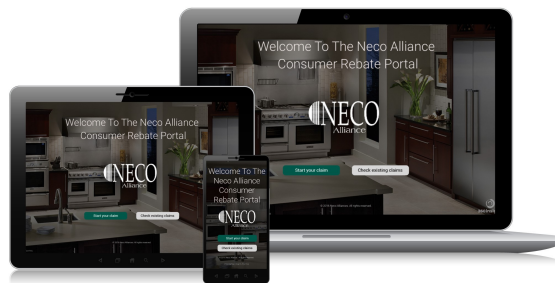 Welcome To The Neco Alliance
Consumer Rebate Portal
NECO
Alliance
Start your claim
Check existing claims
Welcome To The Neco Alliance
Consumer Rebate Portal
NECO
Alliance
Start your claim
Check existing claims
Welcome To The
Neco Alliance
Consumer
Rebate Portal
NECO
Alliance
Start your claim
Check existing claims